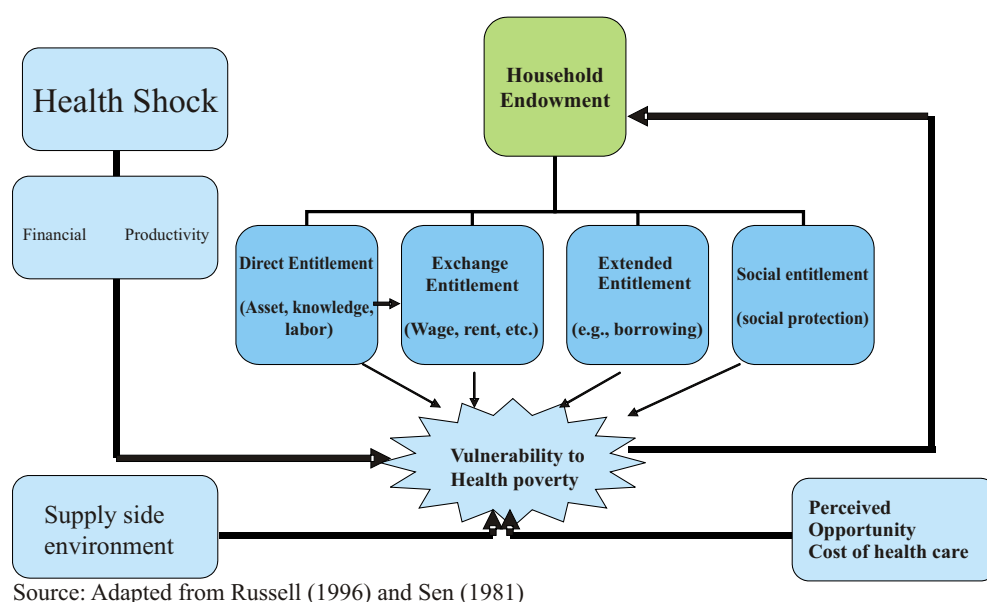 Health Shock
Household
Endowment
Financial Productivity
Direct Entitlement
(Asset, knowledge,
labor)
Exchange
Entitlement
(Wage, rent, etc.)
Extended
Entitlement
(e.g., borrowing)
Social entitlement
(social protection)
Vulnerability to
Health poverty
Supply side
environment
Perceived
Opportunity
Cost of health care
Source: Adapted from Russell (1996) and Sen (1981)